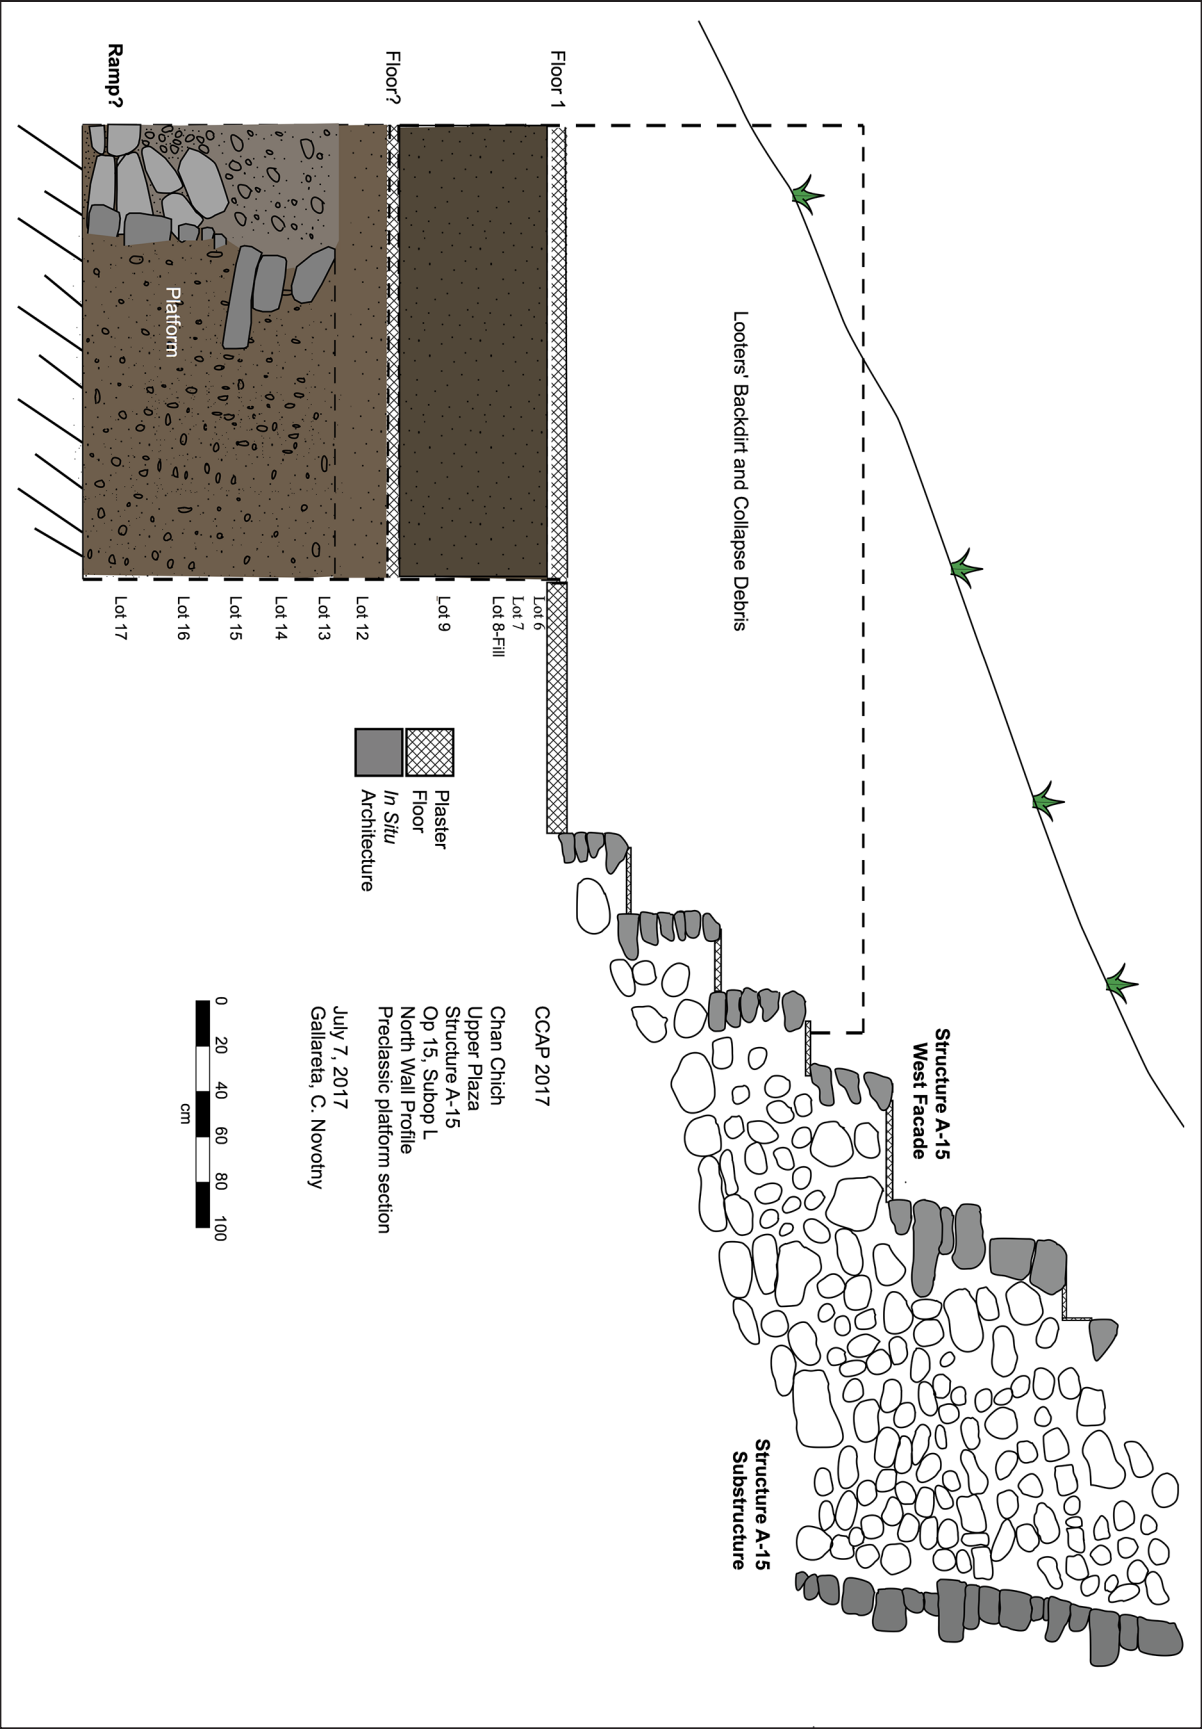 Structure A-15
West Facade
Looters' Backdirt and Collapse Debris
Structure A-15
Substructure
Floor 1
Lot 6
Lot 7
Lot 8-Fill
Lot 9
Floor?
Lot 12
Lot 13
Lot 14
Lot 15
Lot 16
Lot 17
Platform
Ramp?
Plaster
Floor
In Situ
Architecture
CCAP 2017
Chan Chich
Upper Plaza
Structure A-15
Op 15, Subop L
North Wall Profile
Preclassic platform section
July 7, 2017
Gallareta, C. Novotny
0 20 40 60 80 100
cm